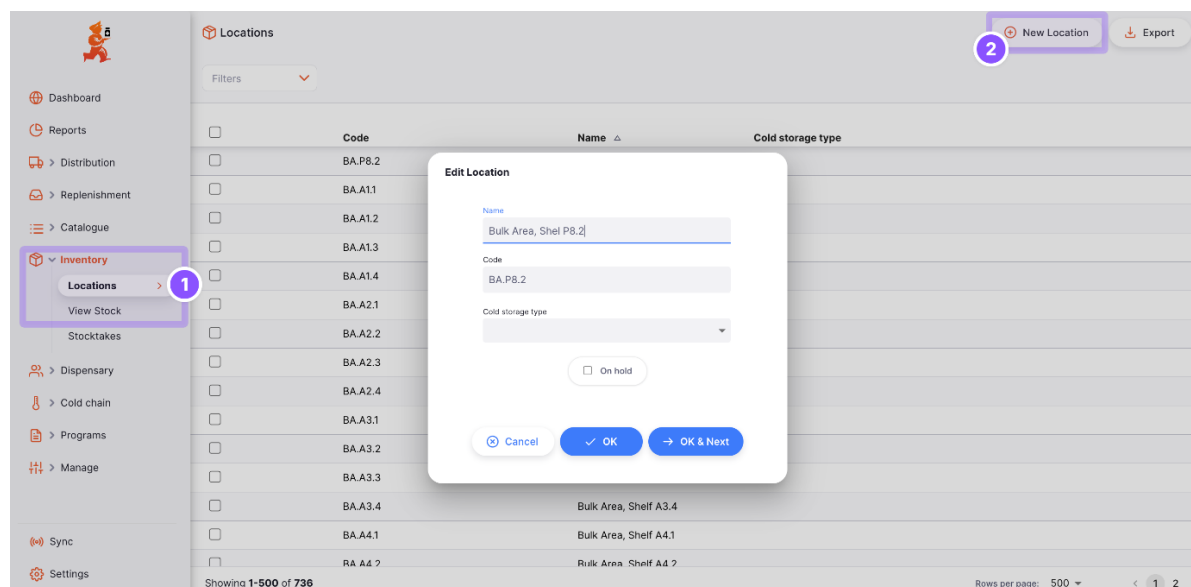 Locations
New Location
Export
2
Filters
Dashboard
Reports
Distribution
Replenishment
Catalogue
Inventory
Locations
1
View Stock
Stocktakes
Dispensary
Cold chain
Programs
Manage
Sync
Settings
Code Name Cold storage type
BA.P8.2
BA.A1.1
BA.A1.2
BA.A1.3
BA.A1.4
BA.A2.1
BA.A2.2
BA.A2.3
BA.A2.4
BA.A3.1
BA.A3.2
BA.A3.3
BA.A3.4 Bulk Area, Shelf A3.4
BA.A4.1 Bulk Area, Shelf A4.1
BA.A4.2 Bulk Area, Shelf A4.2
Edit Location
Name
Bulk Area, Shel P8.2
Code
BA.P8.2
Cold storage type
On hold
Cancel OK OK & Next
Showing 1-500 of 736 Rows per page: 500 < 1 2